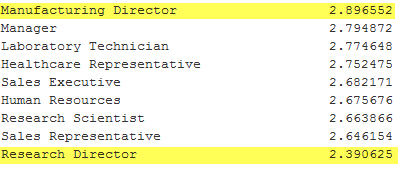 Manufacturing Director 2.896552
Manager 2.794872
Laboratory Technician 2.774648
Healthcare Representative 2.752475
Sales Executive 2.682171
Human Resources 2.675676
Research Scientist 2.663866
Sales Representative 2.646154
Research Director 2.390625